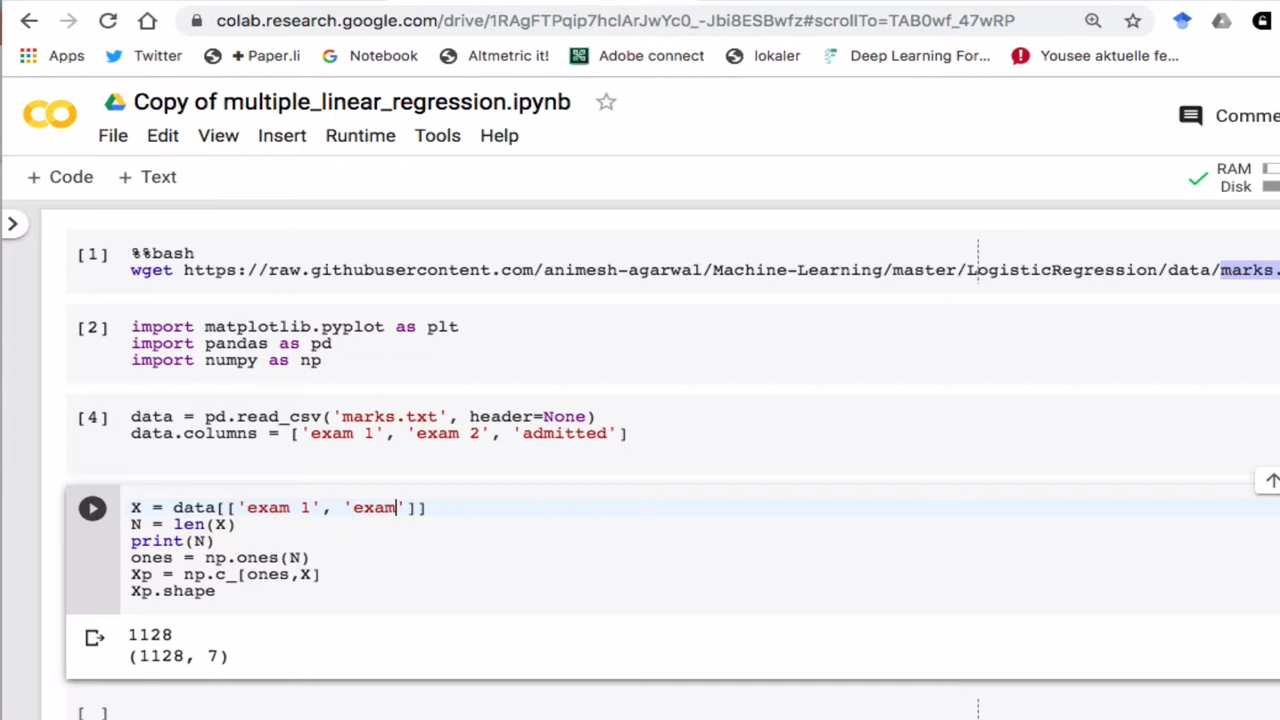 colab.research.google.com/drive/1RAgFTPqip7hclArJwYc0_-Jbi8ESBwfz#scrollTo=TAB0wf_47wRP
Apps Twitter + Paper.li Notebook Altmetric it! Adobe connect lokaler Deep Learning For... Yousee aktuelle fe...
CO Copy of multiple_linear_regression.ipynb
File Edit View Insert Runtime Tools Help
Comme
+ Code + Text
RAM
Disk
[1] %%bash
wget https://raw.githubusercontent.com/animesh-agarwal/Machine-Learning/master/LogisticRegression/data/marks.
[2] import matplotlib.pyplot as plt
import pandas as pd
import numpy as np
[4] data = pd.read_csv('marks.txt', header=None)
data.columns = ['exam 1', 'exam 2', 'admitted']
X = data[['exam 1', 'exam']]
N = len(X)
print(N)
ones = np.ones(N)
Xp = np.c_[ones,X]
Xp.shape
1128
(1128, 7)
[ ]